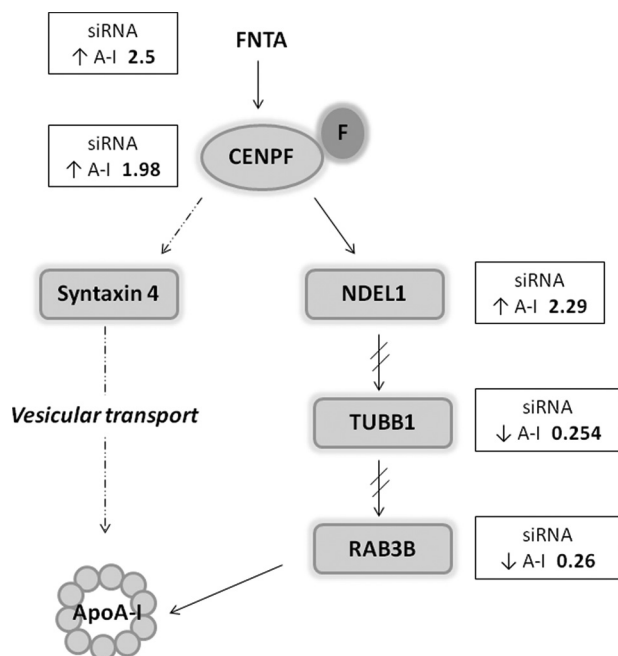 siRNA
↑ A-I 2.5
FNTA
F
CENPF
siRNA
↑ A-I 1.98
Syntaxin 4
NDEL1
siRNA
↑ A-I 2.29
Vesicular transport
TUBB1
siRNA
↓ A-I 0.254
RAB3B
siRNA
↓ A-I 0.26
ApoA-I